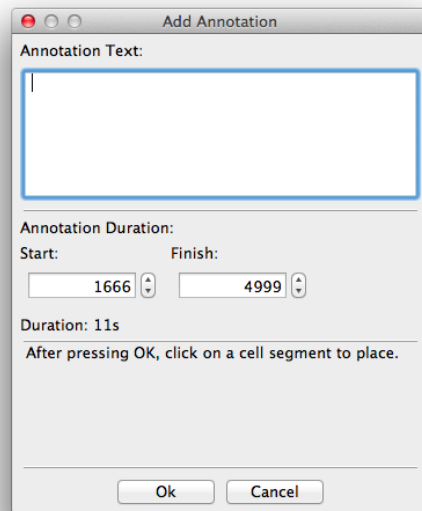 Add Annotation
Annotation Text:
Annotation Duration:
Start: Finish:
1666 4999
Duration: 11s
After pressing OK, click on a cell segment to place.
Ok Cancel